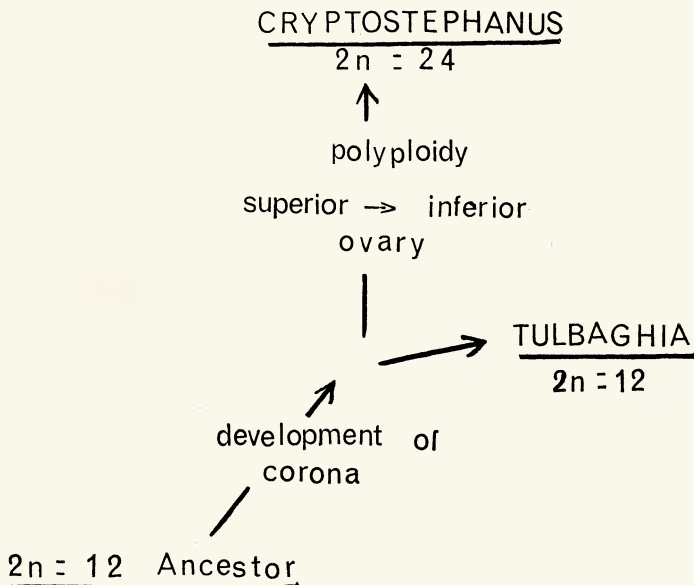 CRYPTOSTEPHANUS
2n = 24
polyploidy
superior → inferior
ovary
TULBAGHIA
2n = 12
development of
corona
2n = 12 Ancestor